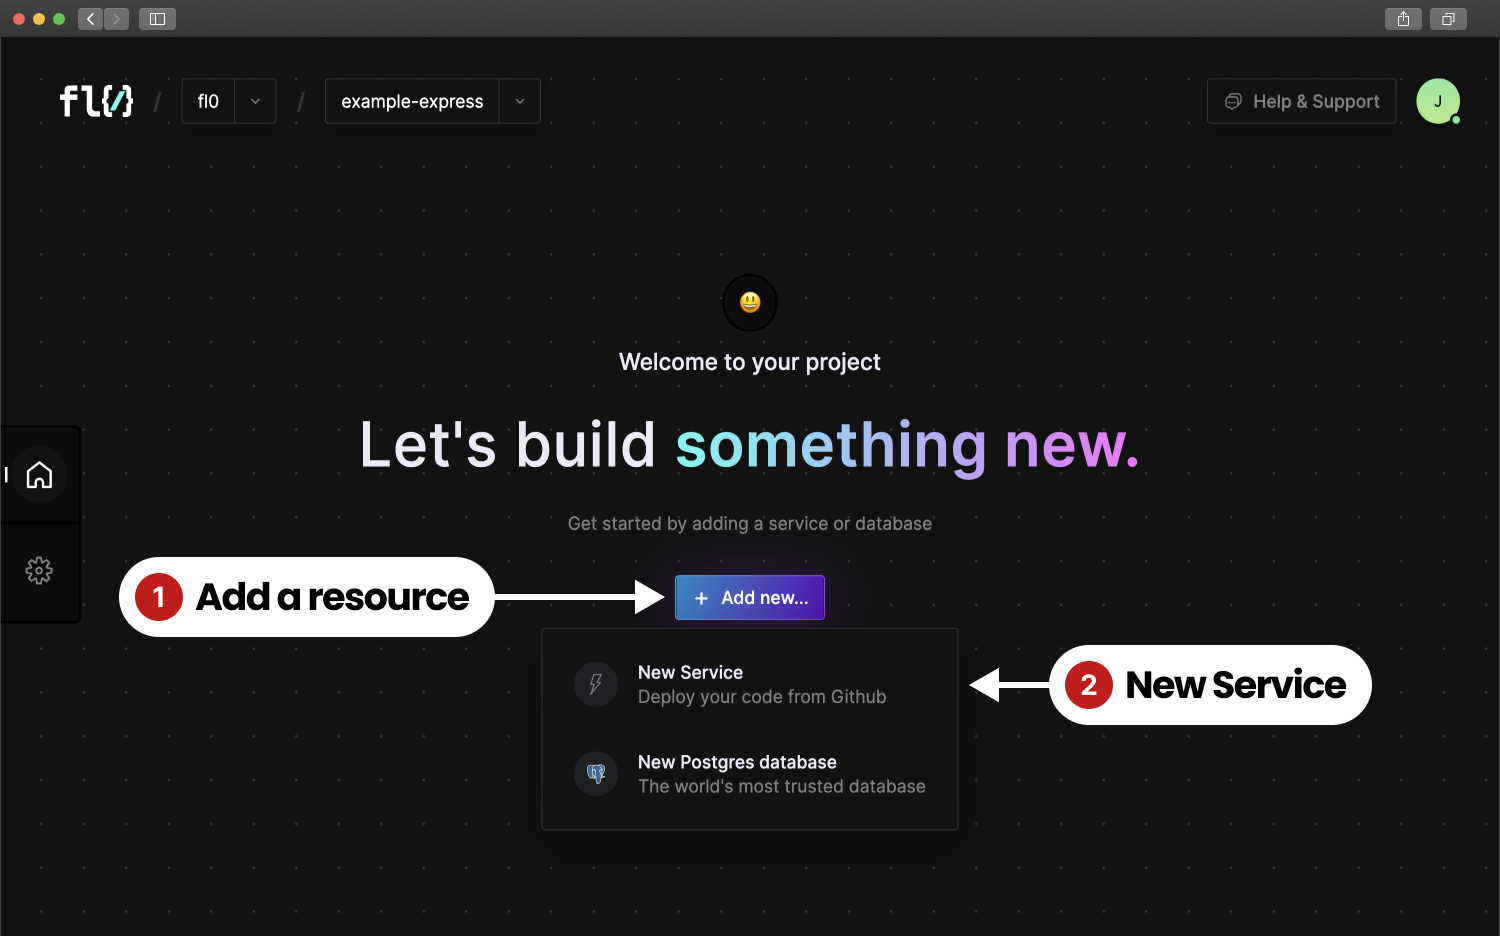 fl{/}
/
fl0
/
example-express
Help & Support
J
Welcome to your project
Let's build something new.
Get started by adding a service or database
1 Add a resource
+ Add new...
New Service
Deploy your code from Github
2 New Service
New Postgres database
The world's most trusted database